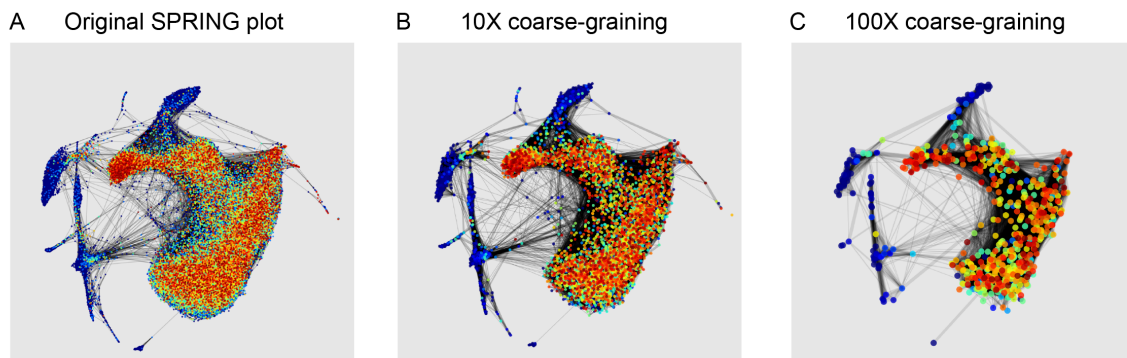 A Original SPRING plot
B 10X coarse-graining
C 100X coarse-graining